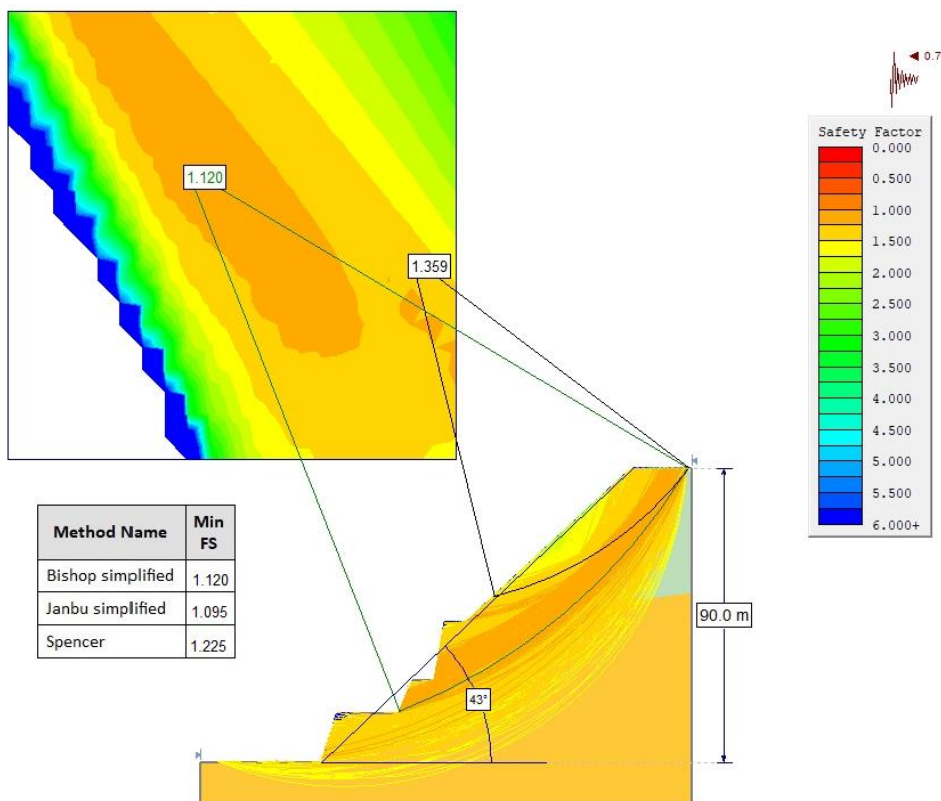 ◄ 0.7
Safety Factor
0.000
0.500
1.000
1.500
2.000
2.500
3.000
3.500
4.000
4.500
5.000
5.500
6.000+
1.120
1.359
Method Name Min FS
Bishop simplified 1.120
Janbu simplified 1.095
Spencer 1.225
90.0 m
43°